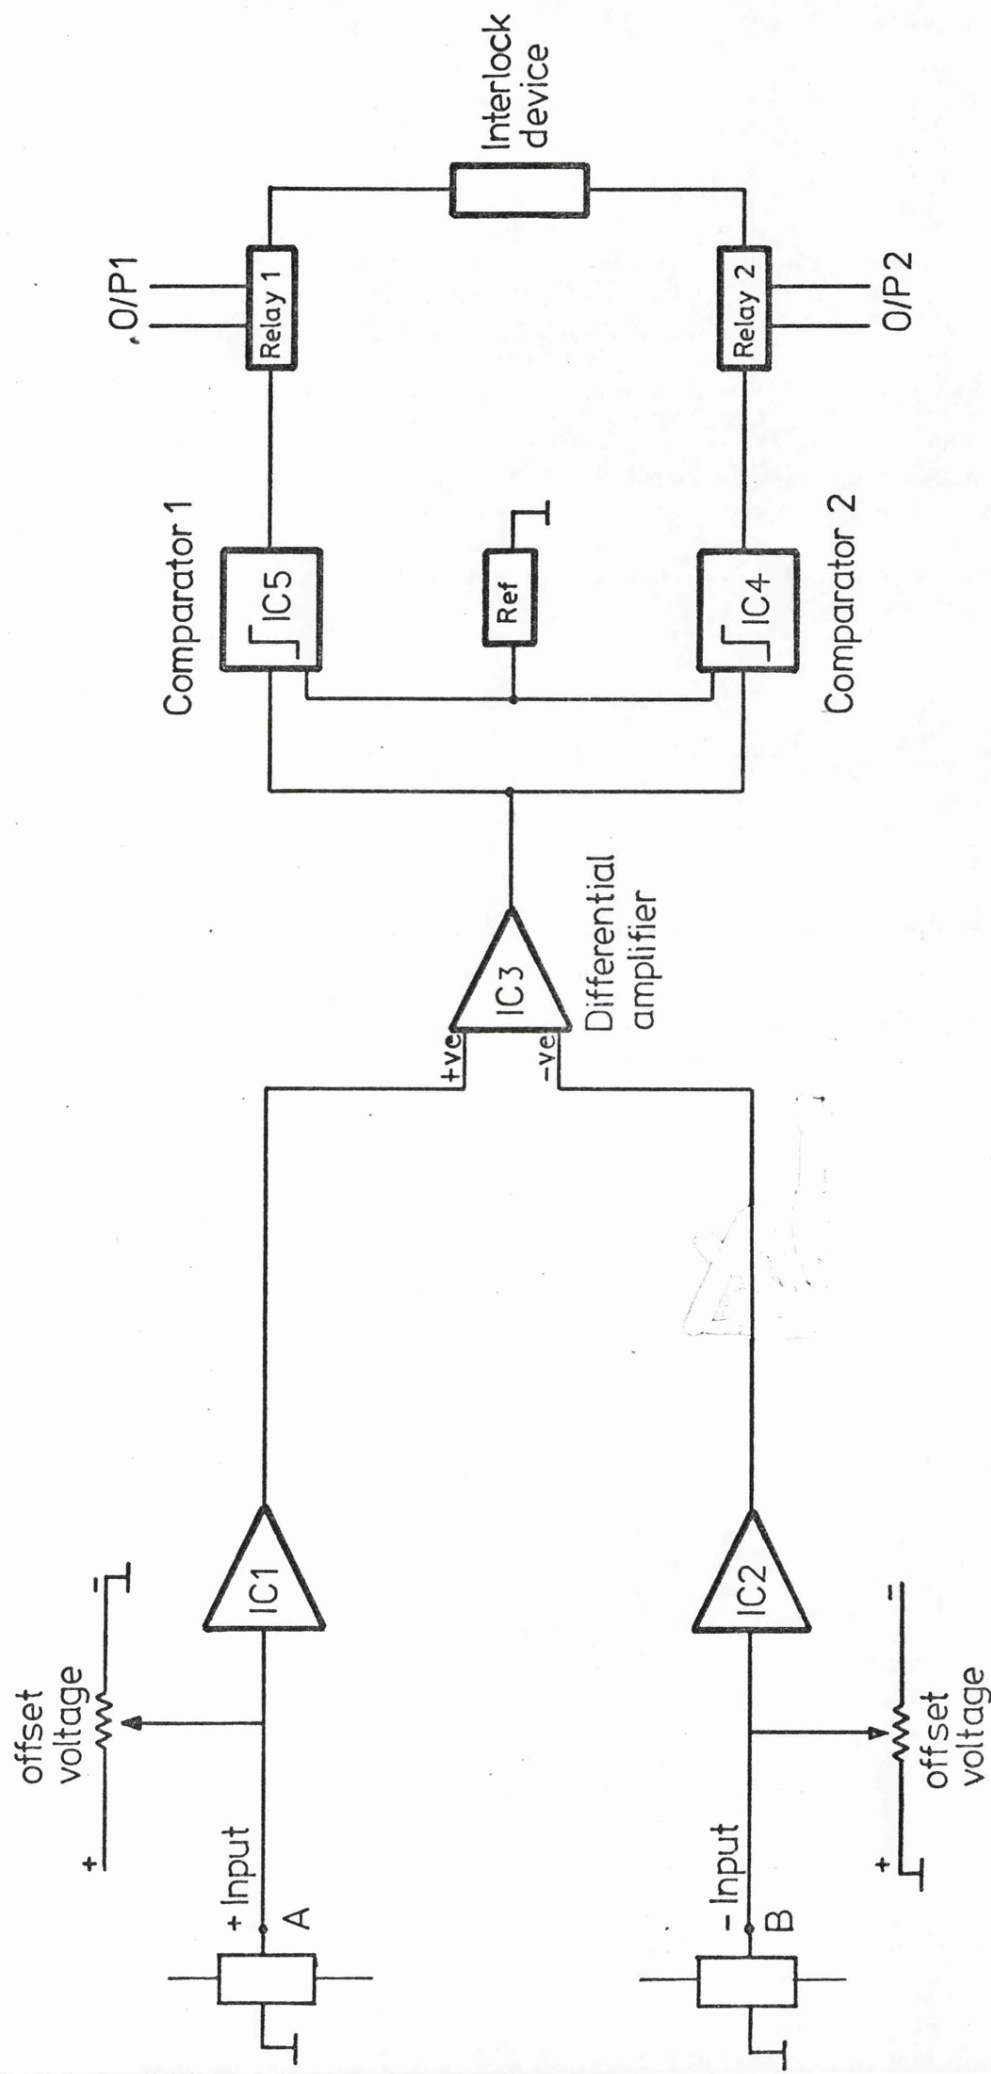 offset
voltage
+
-
+ Input
A
IC1
- Input
B
IC2
+
-
offset
voltage
+ve
-ve
IC3
Differential
amplifier
Comparator 1
IC5
Ref
IC4
Comparator 2
O/P1
Relay 1
Relay 2
O/P2
Interlock
device